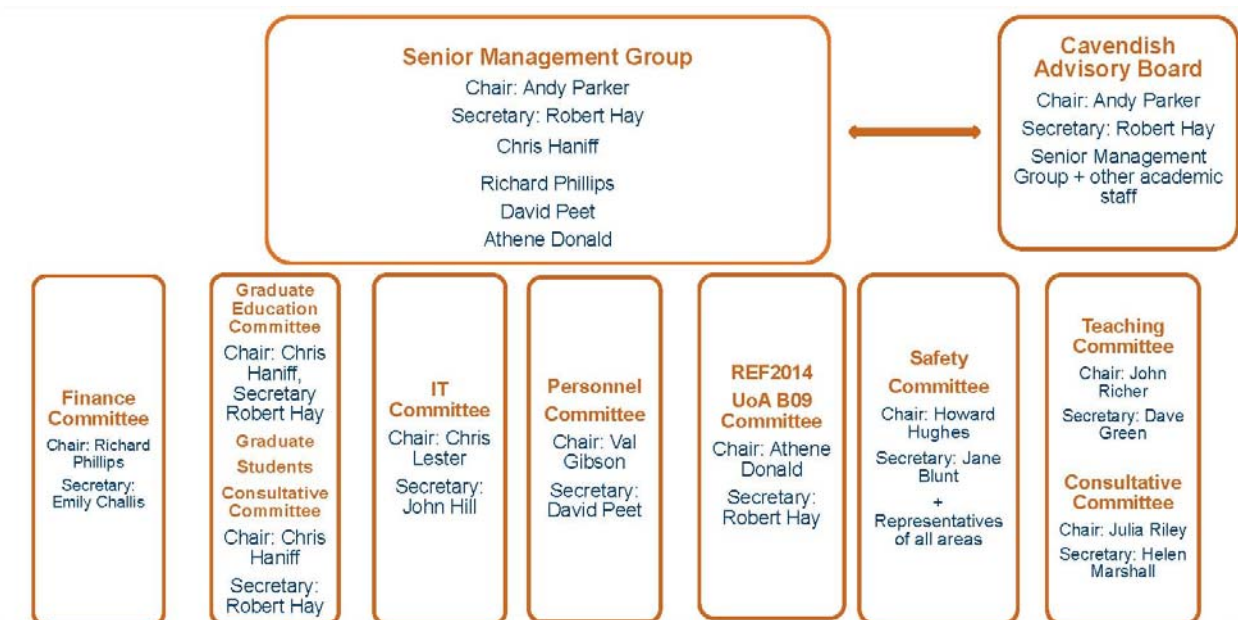 Senior Management Group
Chair: Andy Parker
Secretary: Robert Hay
Chris Haniff
Richard Phillips
David Peet
Athene Donald
Cavendish
Advisory Board
Chair: Andy Parker
Secretary: Robert Hay
Senior Management
Group + other academic
staff
Finance
Committee
Chair: Richard
Phillips
Secretary:
Emily Challis
Graduate
Education
Committee
Chair: Chris
Haniff,
Secretary
Robert Hay
Graduate
Students
Consultative
Committee
Chair: Chris
Haniff
Secretary:
Robert Hay
IT
Committee
Chair: Chris
Lester
Secretary:
John Hill
Personnel
Committee
Chair: Val
Gibson
Secretary:
David Peet
REF2014
UoA B09
Committee
Chair: Athene
Donald
Secretary:
Robert Hay
Safety
Committee
Chair: Howard
Hughes
Secretary: Jane
Blunt
+
Representatives
of all areas
Teaching
Committee
Chair: John
Richer
Secretary: Dave
Green
Consultative
Committee
Chair: Julia Riley
Secretary: Helen
Marshall